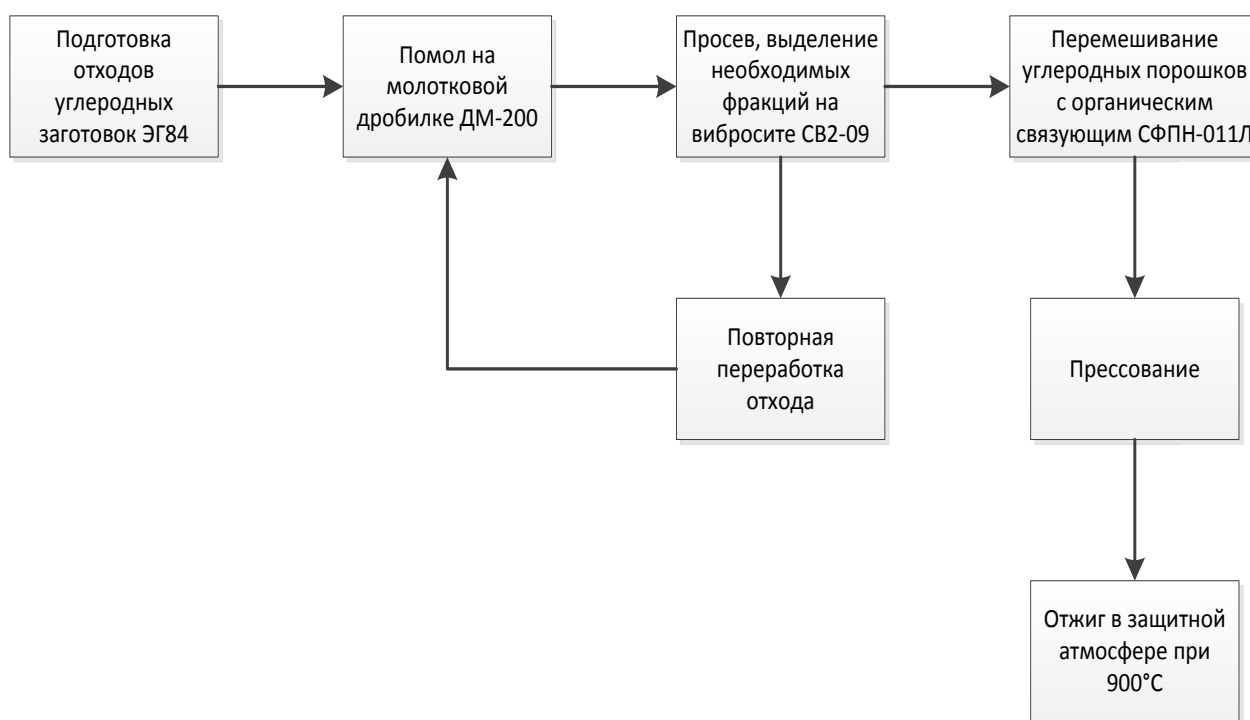 Подготовка
отходов
углеродных
заготовок ЭГ84
Помол на
молотковой
дробилке ДМ-200
Просев, выделение
необходимых
фракций на
вибросите СВ2-09
Перемешивание
углеродных порошков
с органическим
связующим СФПН-011Л
Повторная
переработка
отхода
Прессование
Отжиг в защитной
атмосфере при
900°С